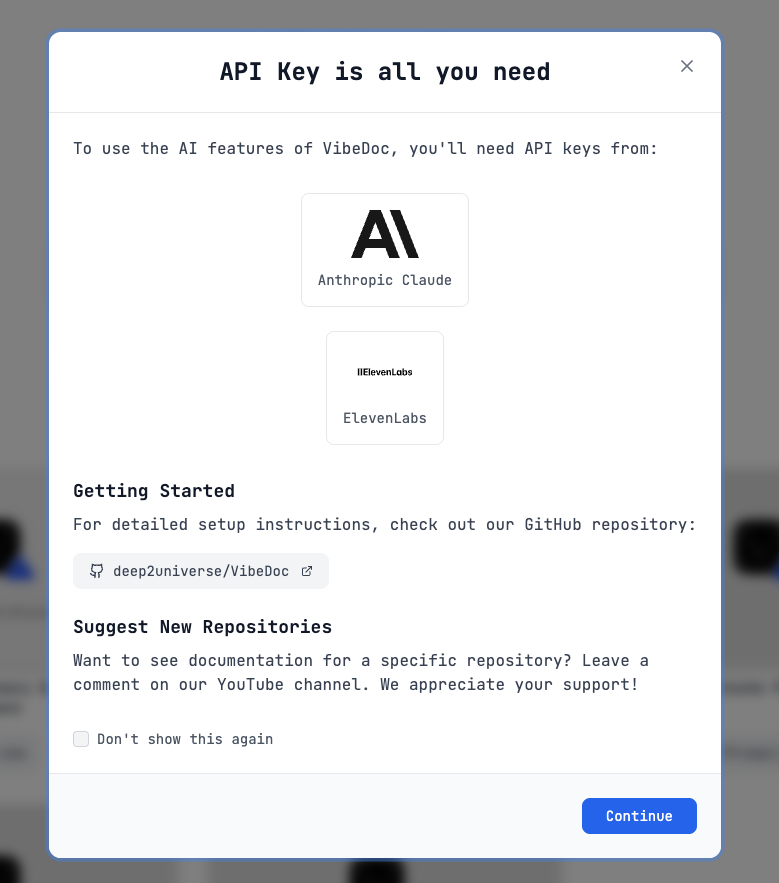 API Key is all you need
To use the AI features of VibeDoc, you'll need API keys from:
Anthropic Claude
IIElevenLabs
ElevenLabs
Getting Started
For detailed setup instructions, check out our GitHub repository:
deep2universe/VibeDoc
Suggest New Repositories
Want to see documentation for a specific repository? Leave a
comment on our YouTube channel. We appreciate your support!
Don't show this again
Continue